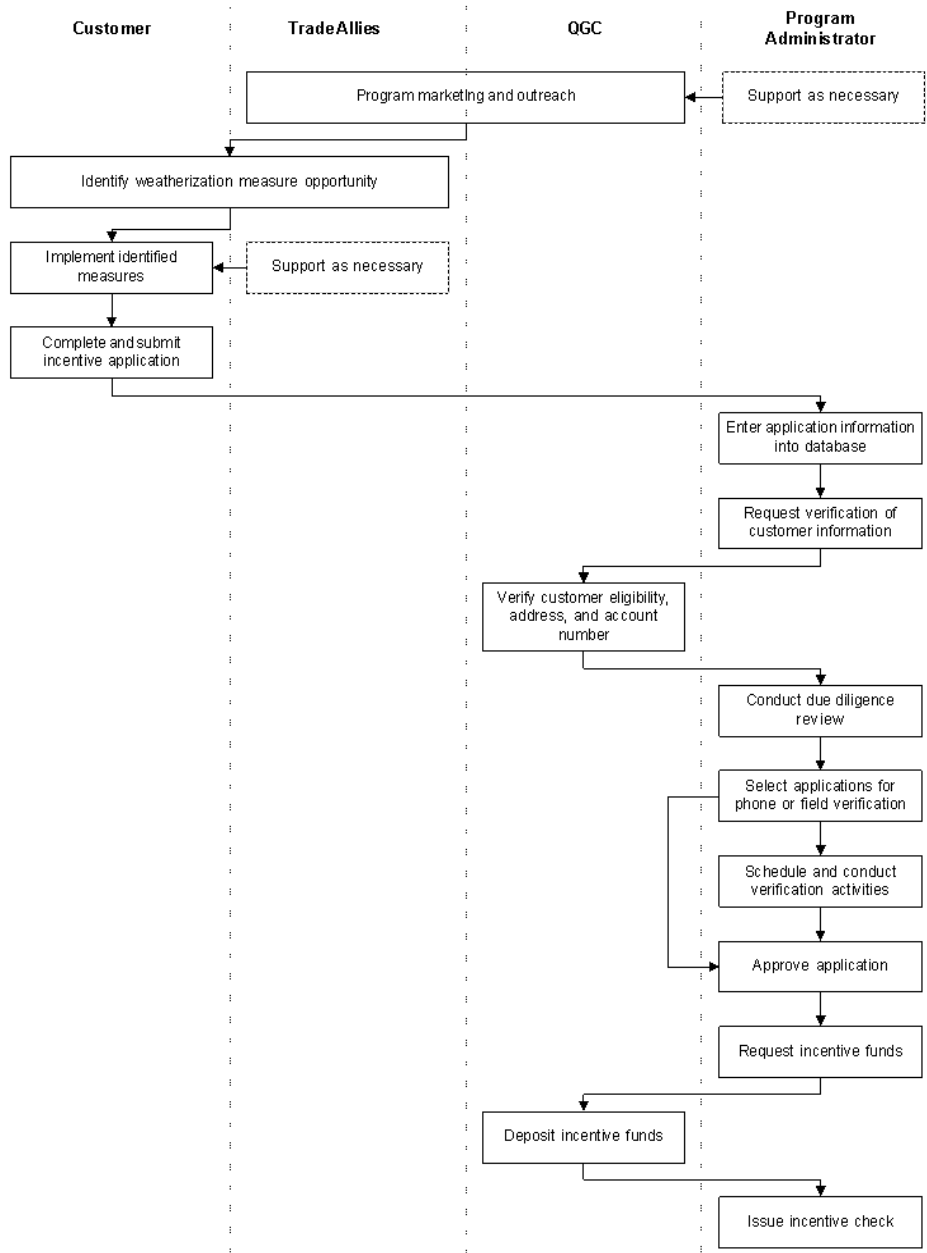 Customer
Trade Allies
QGC
Program
Administrator
Program marketing and outreach
Support as necessary
Identify weatherization measure opportunity
Implement identified
measures
Support as necessary
Complete and submit
incentive application
Enter application information
into database
Request verification of
customer information
Verify customer eligibility,
address, and account
number
Conduct due diligence
review
Select applications for
phone or field verification
Schedule and conduct
verification activities
Approve application
Request incentive funds
Deposit incentive funds
Issue incentive check